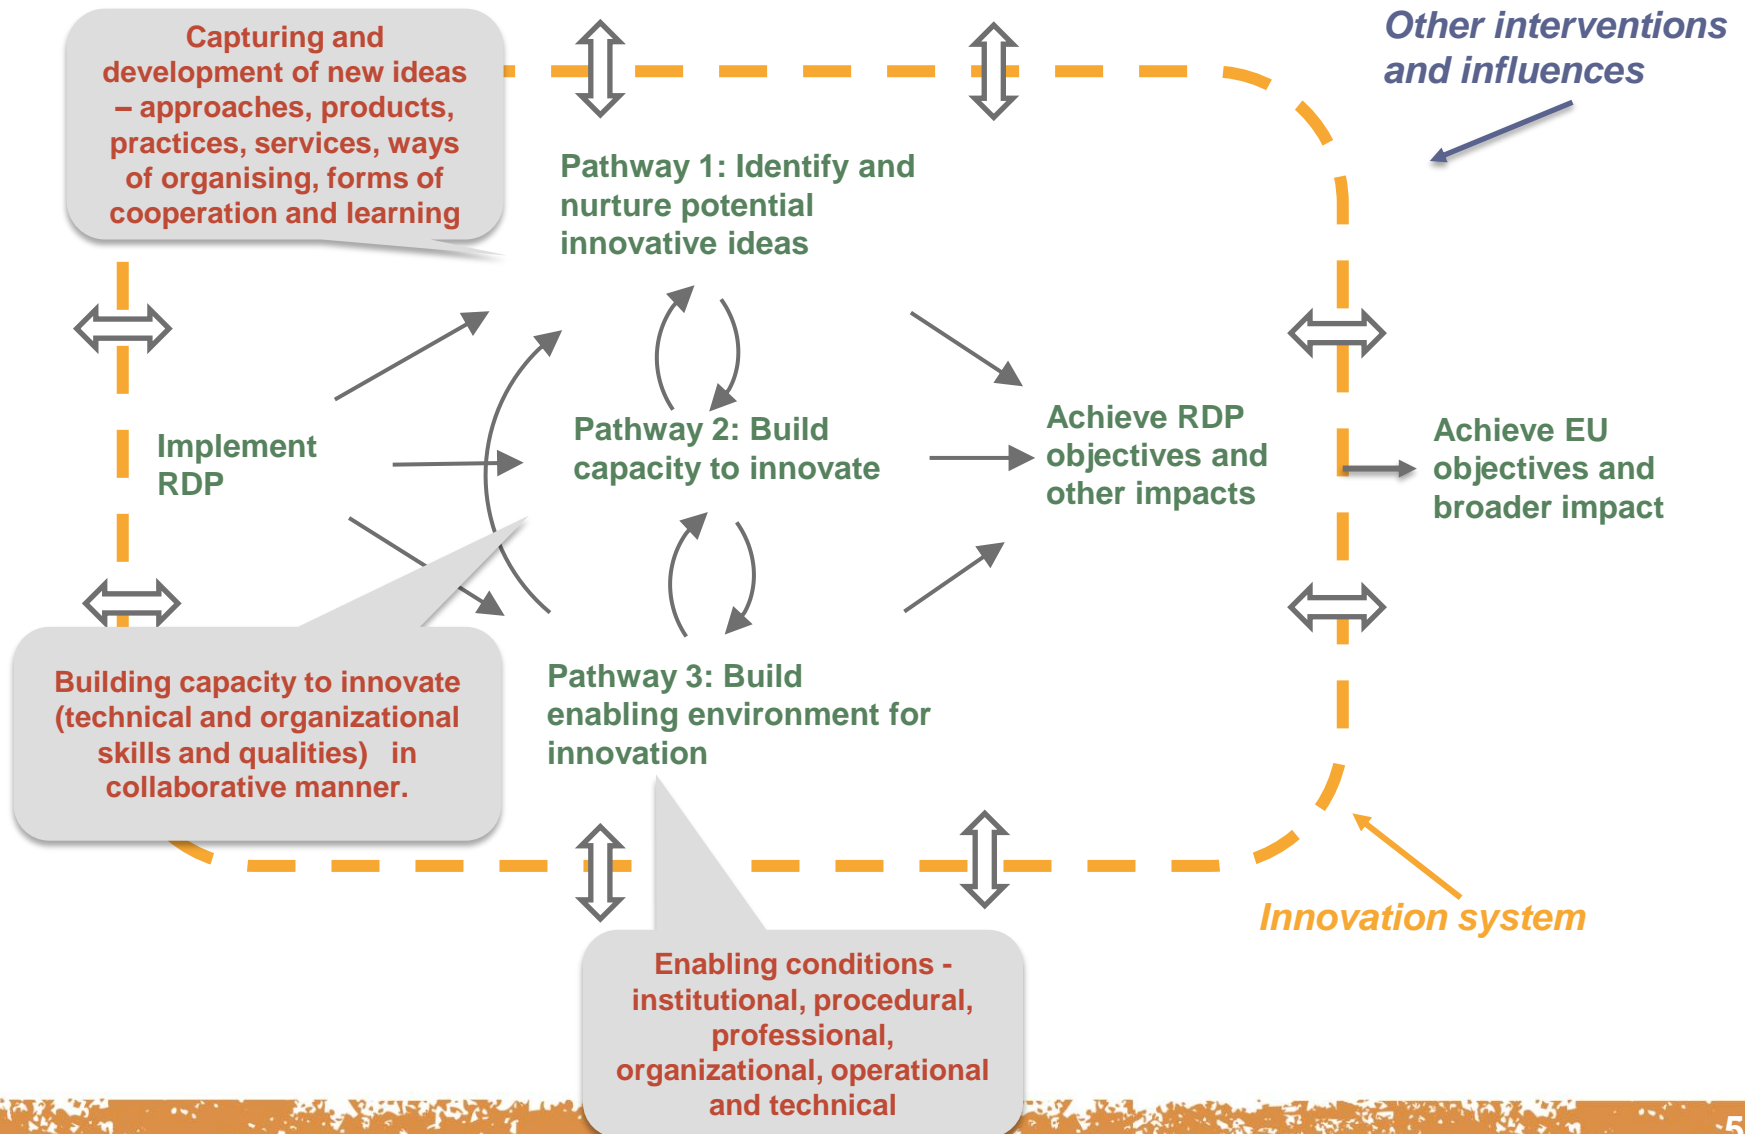 Capturing and
development of new ideas
– approaches, products,
practices, services, ways
of organising, forms of
cooperation and learning
Other interventions
and influences
Pathway 1: Identify and
nurture potential
innovative ideas
Implement
RDP
Pathway 2: Build
capacity to innovate
Achieve RDP
objectives and
other impacts
Achieve EU
objectives and
broader impact
Building capacity to innovate
(technical and organizational
skills and qualities) in
collaborative manner.
Pathway 3: Build
enabling environment for
innovation
Innovation system
Enabling conditions -
institutional, procedural,
professional,
organizational, operational
and technical
5